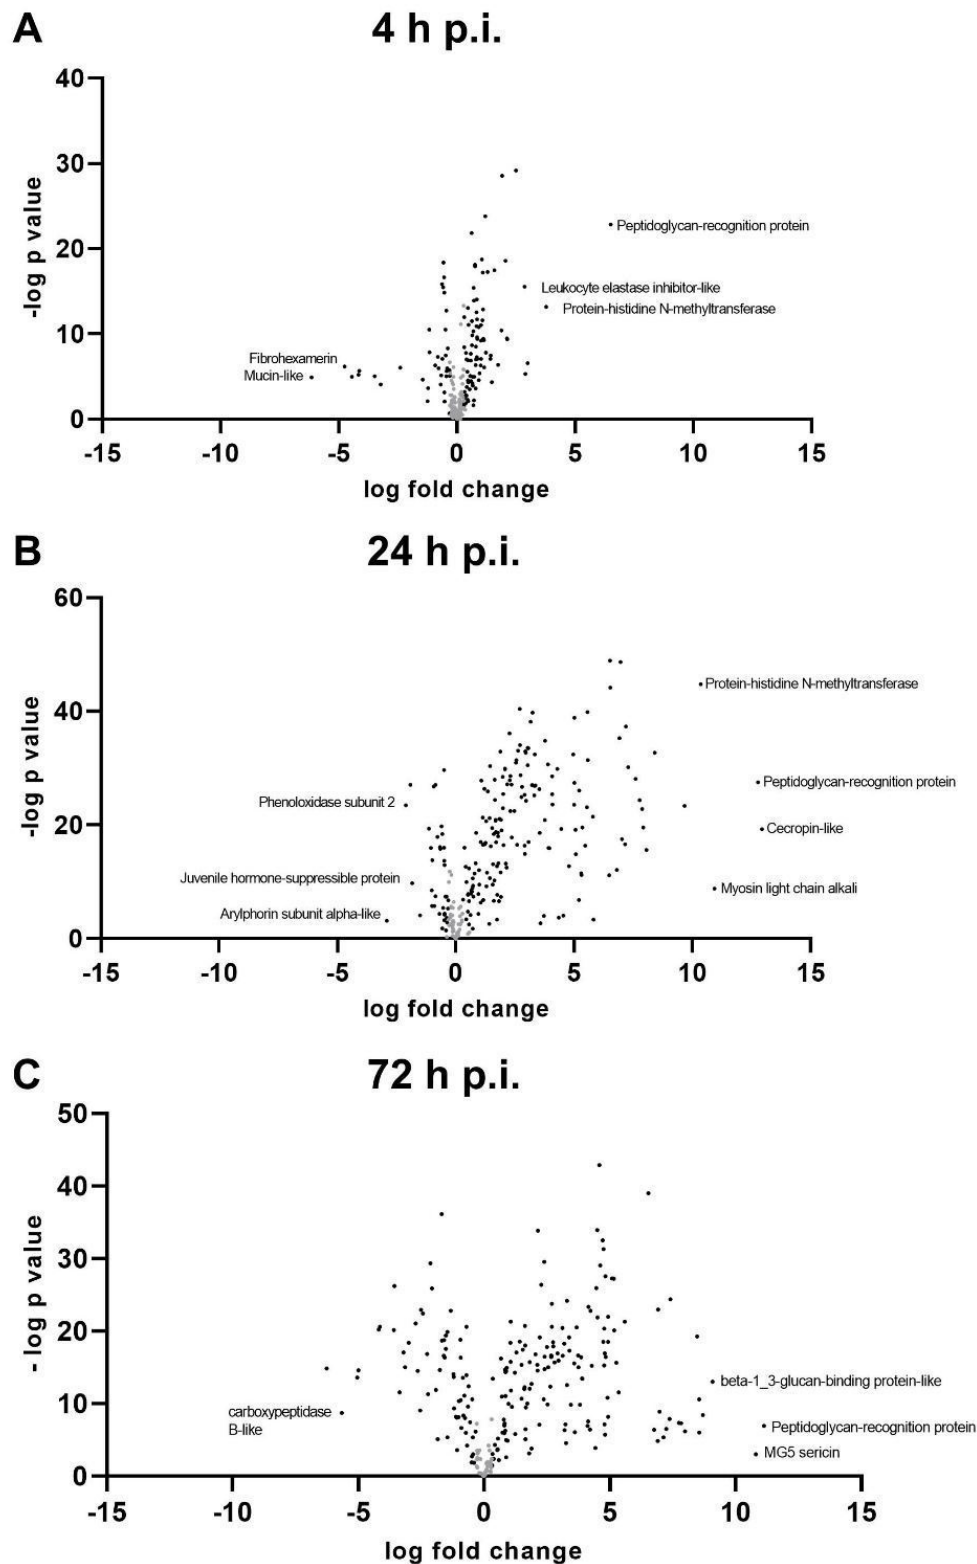 A
4 h p.i.
40
30
20
10
0
-log p value
Peptidoglycan-recognition protein
Leukocyte elastase inhibitor-like
Protein-histidine N-methyltransferase
Fibrohexamerin
Mucin-like
-15 -10 -5 0 5 10 15
log fold change
B
24 h p.i.
60
40
20
0
-log p value
Protein-histidine N-methyltransferase
Peptidoglycan-recognition protein
Phenoloxidase subunit 2
Cecropin-like
Juvenile hormone-suppressible protein
Myosin light chain alkali
Arylphorin subunit alpha-like
-15 -10 -5 0 5 10 15
log fold change
C
72 h p.i.
50
40
30
20
10
0
- log p value
beta-1_3-glucan-binding protein-like
carboxypeptidase
B-like
Peptidoglycan-recognition protein
MG5 sericin
-15 -10 -5 0 5 10 15
log fold change